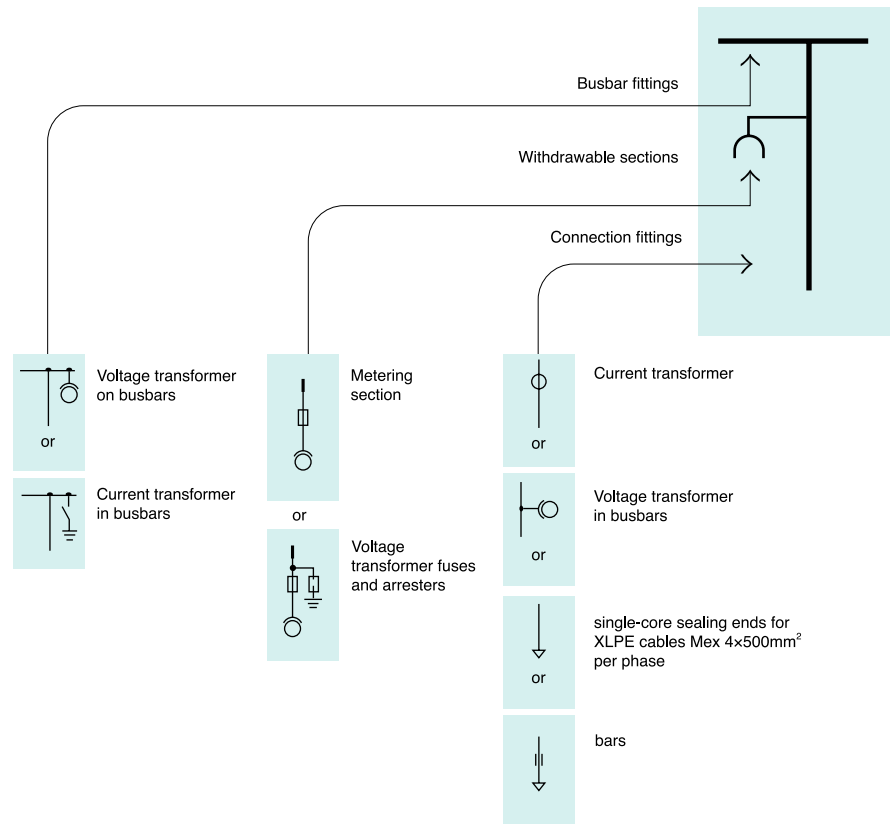 Busbar fittings
Withdrawable sections
Connection fittings
Voltage transformer
on busbars
or
Current transformer
in busbars
Metering
section
or
Voltage
transformer fuses
and arresters
Current transformer
or
Voltage transformer
in busbars
or
single-core sealing ends for
XLPE cables Mex 4×500mm²
per phase
or
bars